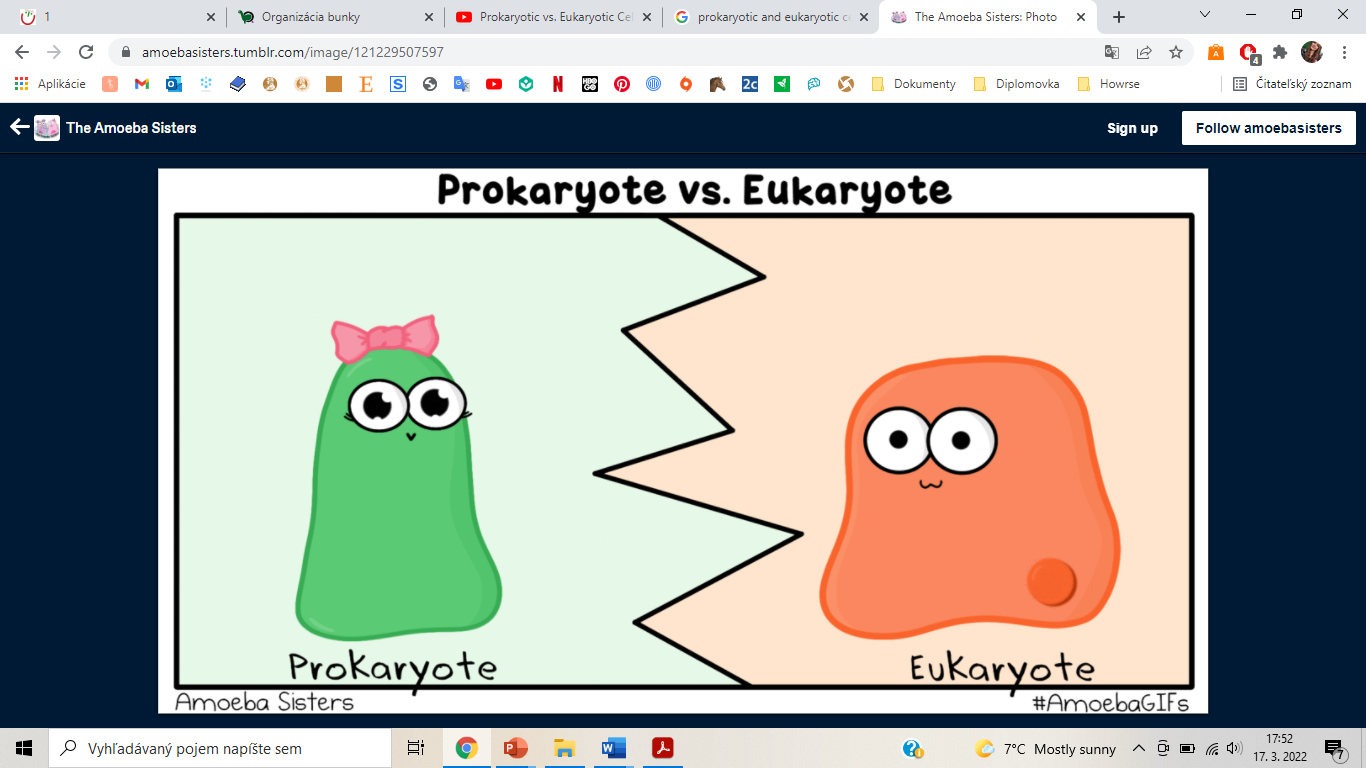 1
Organizácia bunky
Prokaryotic vs. Eukaryotic Cel
prokaryotic and eukaryotic c
The Amoeba Sisters: Photo
amoebasisters.tumblr.com/image/121229507597
4
Aplikácie
Dokumenty
Diplomovka
Howrse
Čitateľský zoznam
The Amoeba Sisters
Sign up
Follow amoebasisters
Prokaryote vs. Eukaryote
Prokaryote
Eukaryote
Amoeba Sisters
#AmoebaGIFs
Vyhľadávaný pojem napíšte sem
7°C Mostly sunny
17:52
17. 3. 2022
7